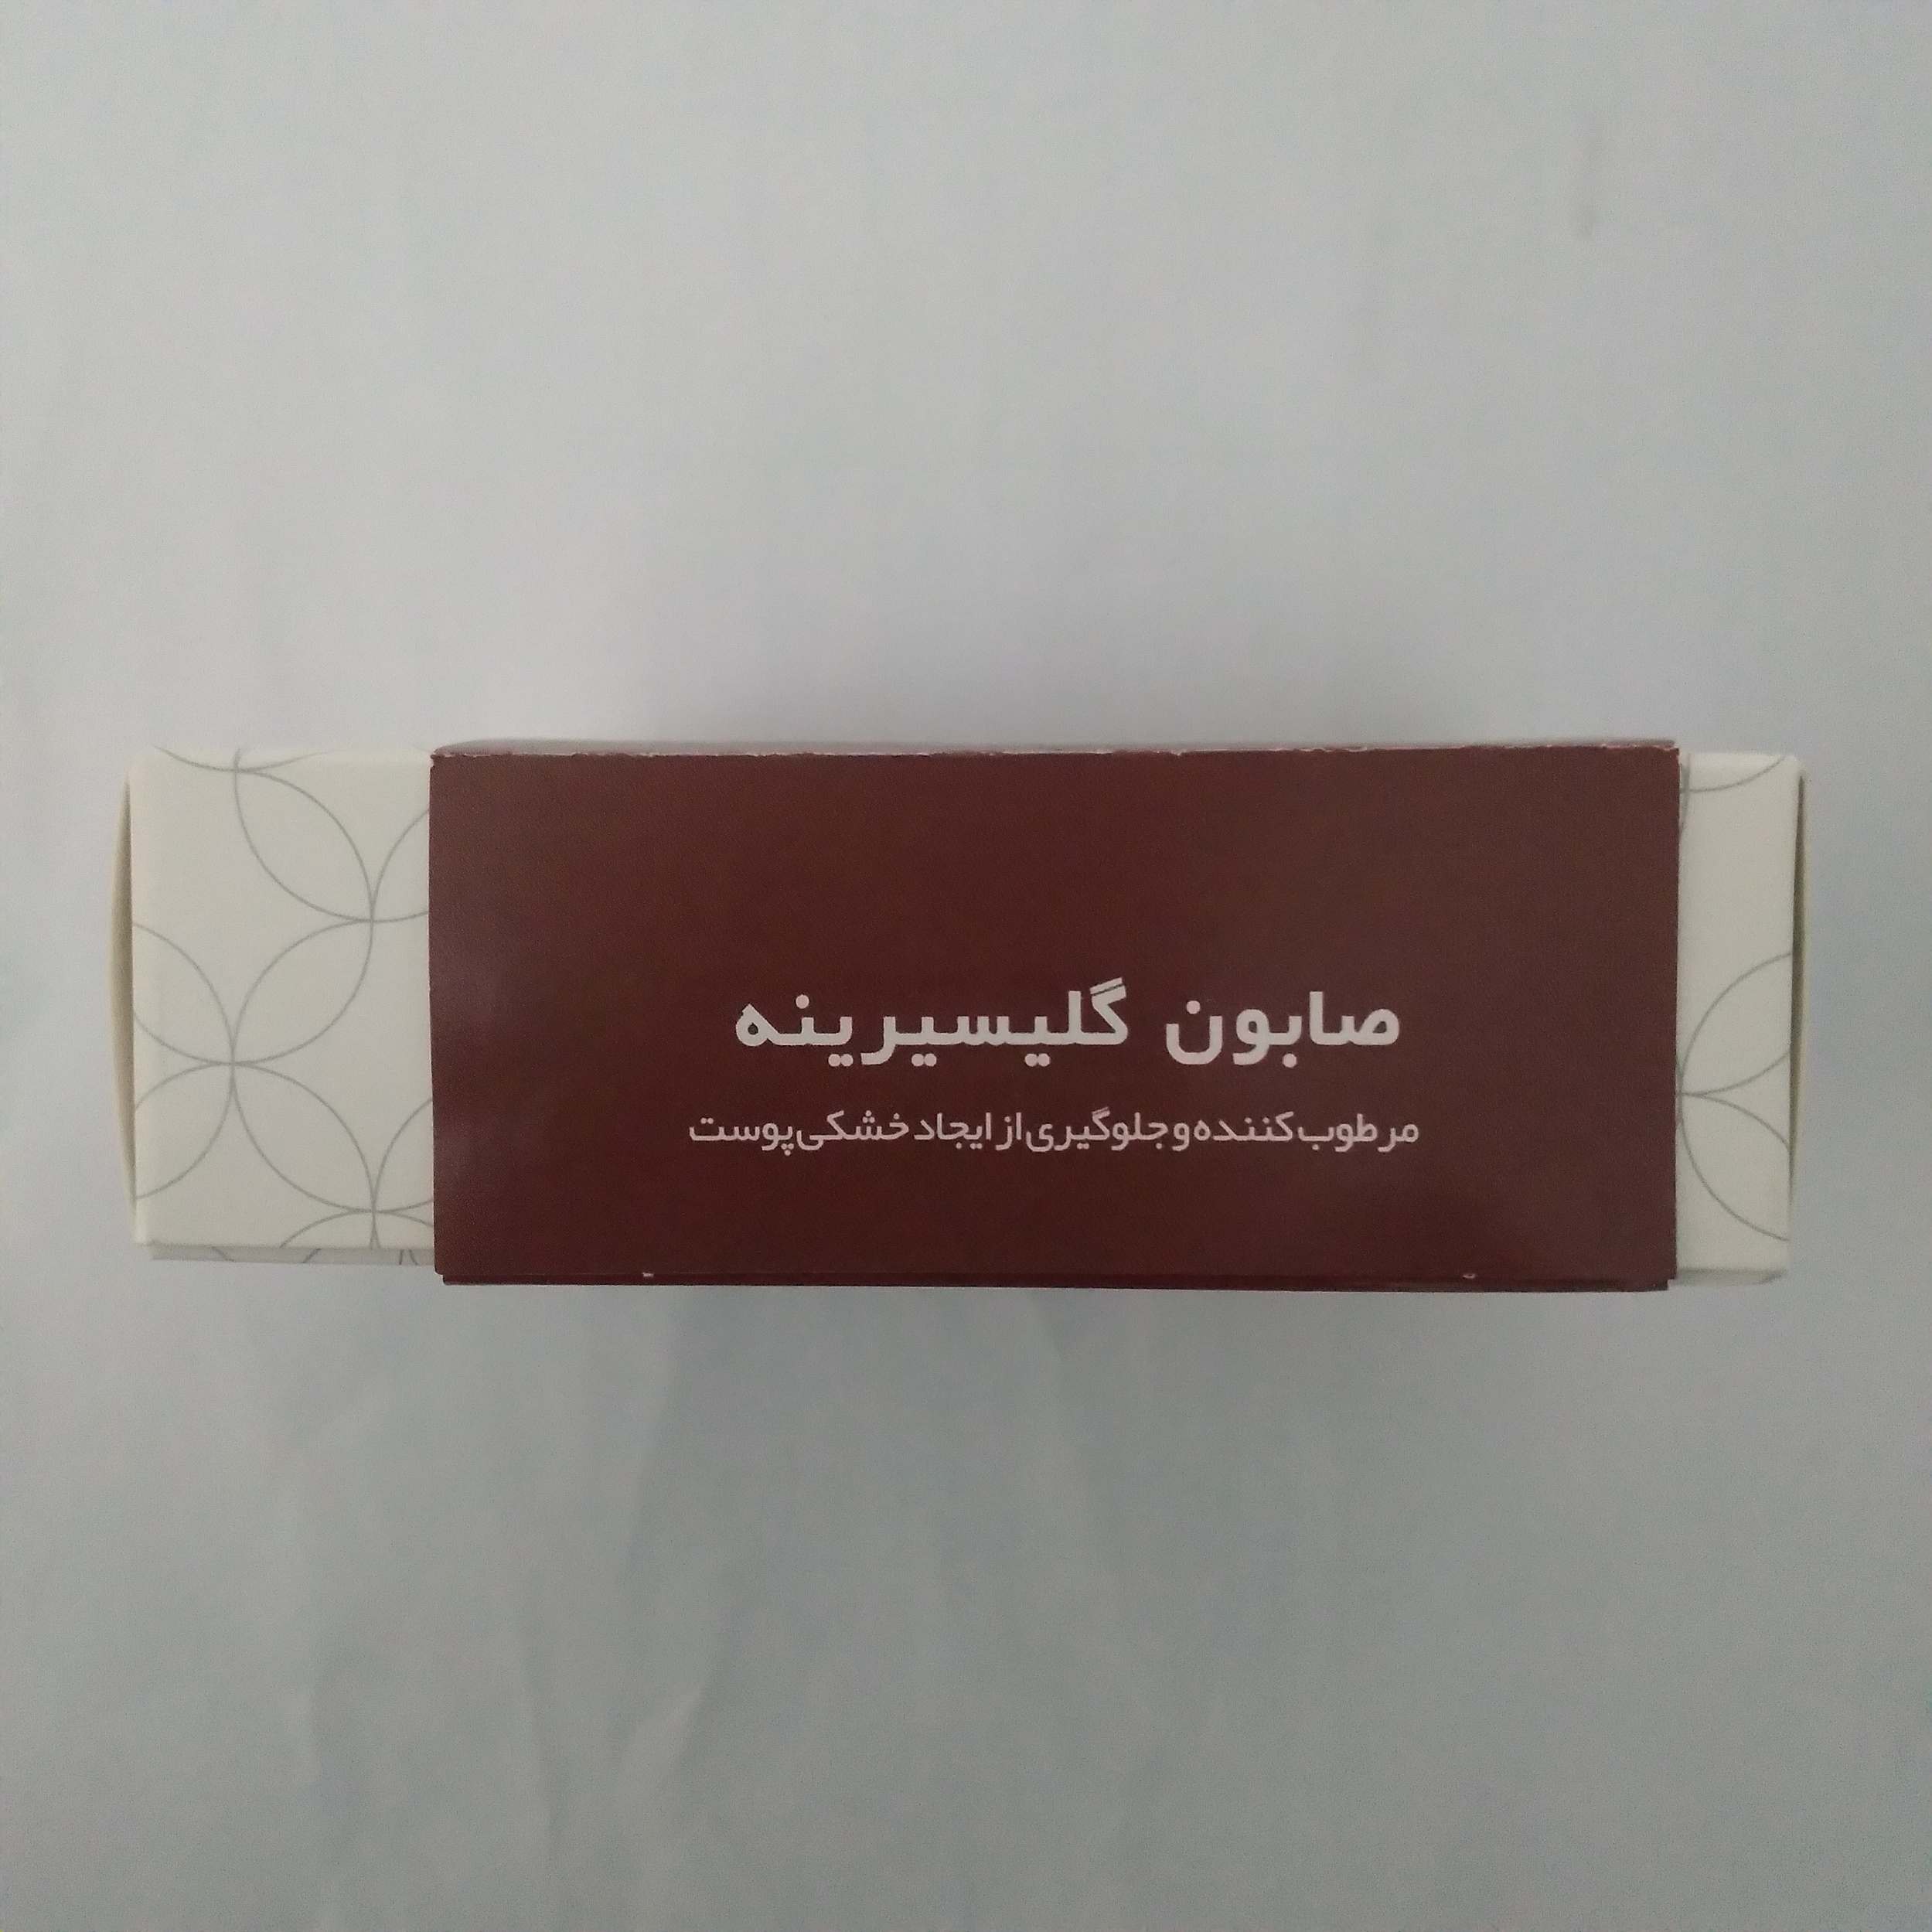 صابون گلیسیرینه
مرطوب‌کننده و جلوگیری از ایجاد خشکی پوست